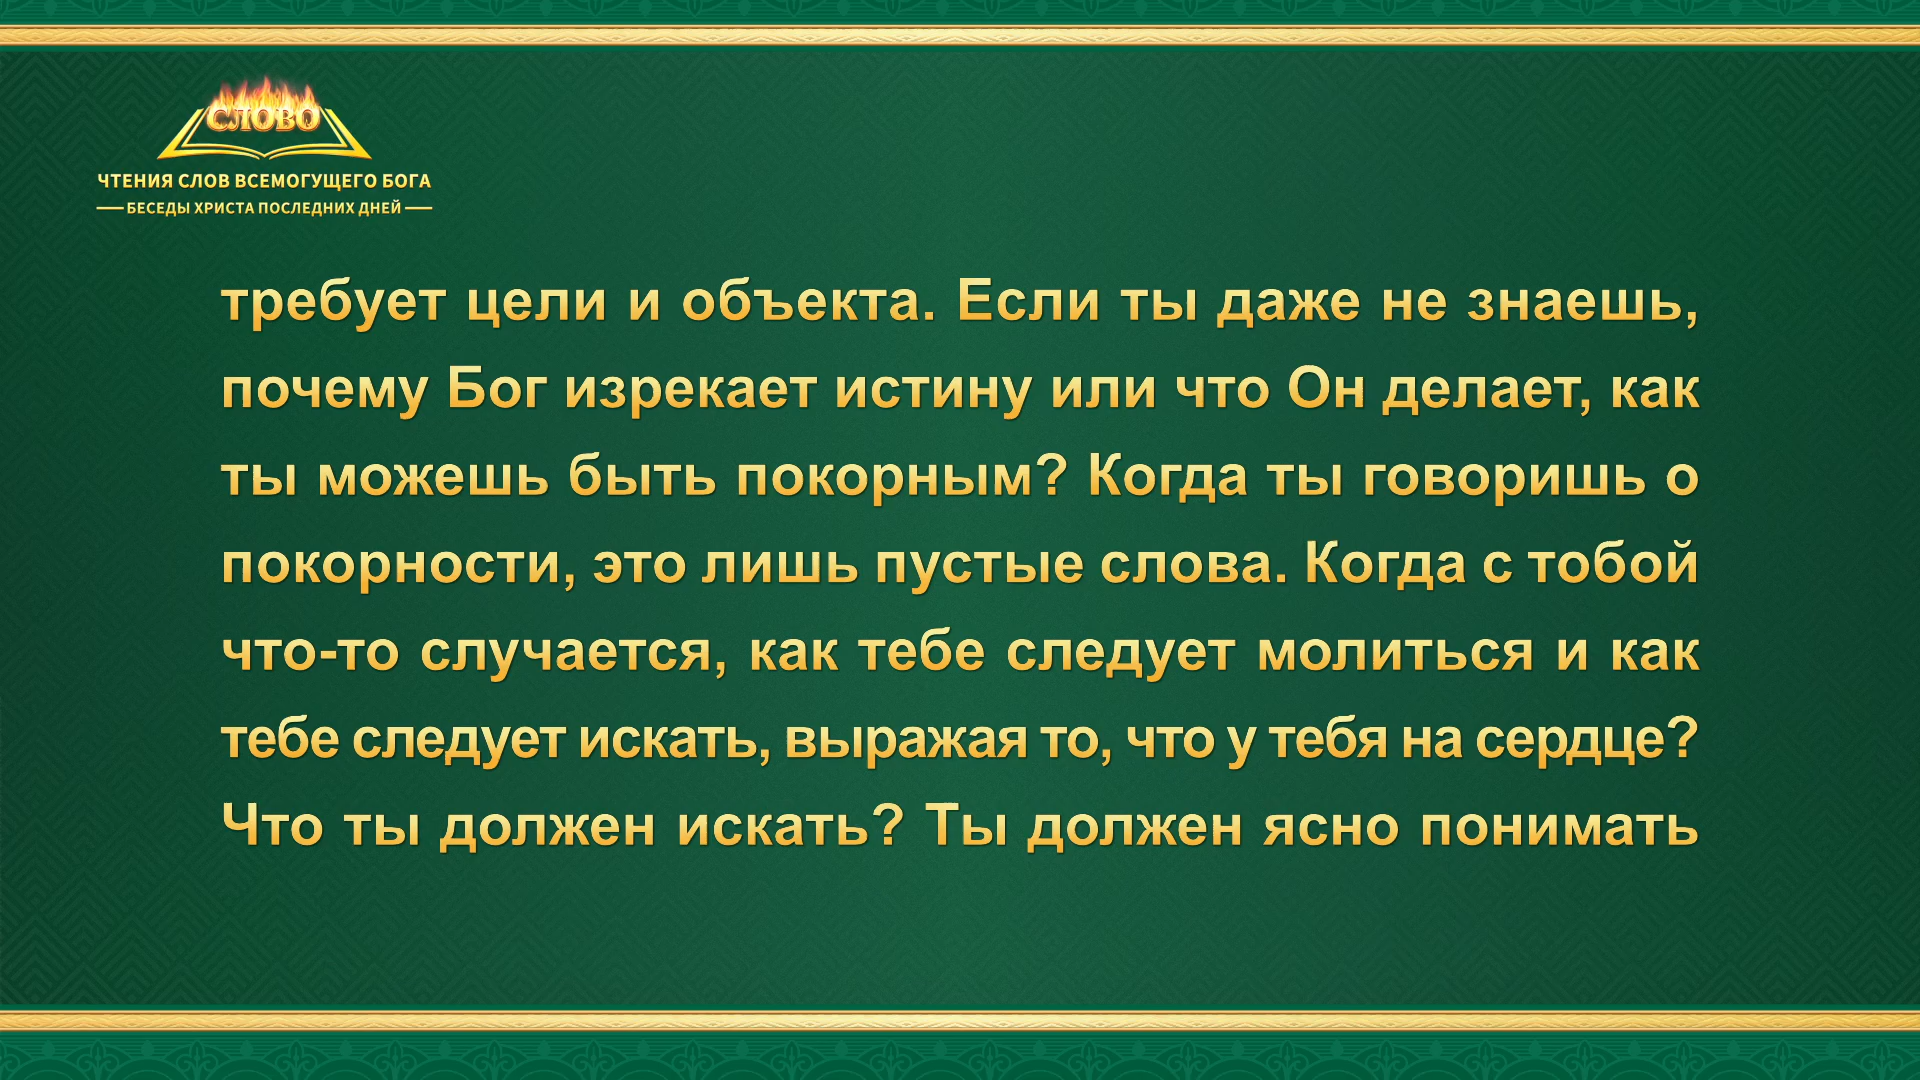 СЛОВО
ЧТЕНИЯ СЛОВ ВСЕМОГУЩЕГО БОГА
БЕСЕДЫ ХРИСТА ПОСЛЕДНИХ ДНЕЙ
требует цели и объекта. Если ты даже не знаешь,
почему Бог изрекает истину или что Он делает, как
ты можешь быть покорным? Когда ты говоришь о
покорности, это лишь пустые слова. Когда с тобой
что-то случается, как тебе следует молиться и как
тебе следует искать, выражая то, что у тебя на сердце?
Что ты должен искать? Ты должен ясно понимать